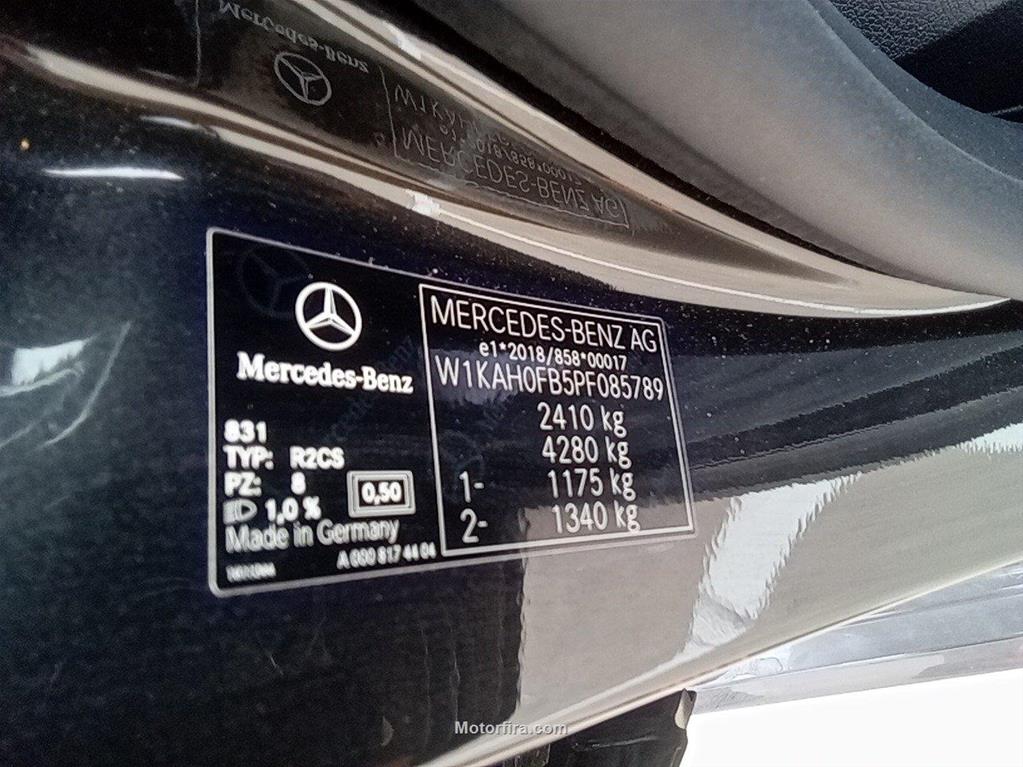 Mercedes-Benz
831
TYP: R2CS
PZ: 8
1,0 %
0,50
Made in Germany
A 000 817 44 04
MERCEDES-BENZ AG
e1*2018/858*00017
W1KAH0FB5PF085789
2410 kg
4280 kg
1- 1175 kg
2- 1340 kg
Motorfira.com